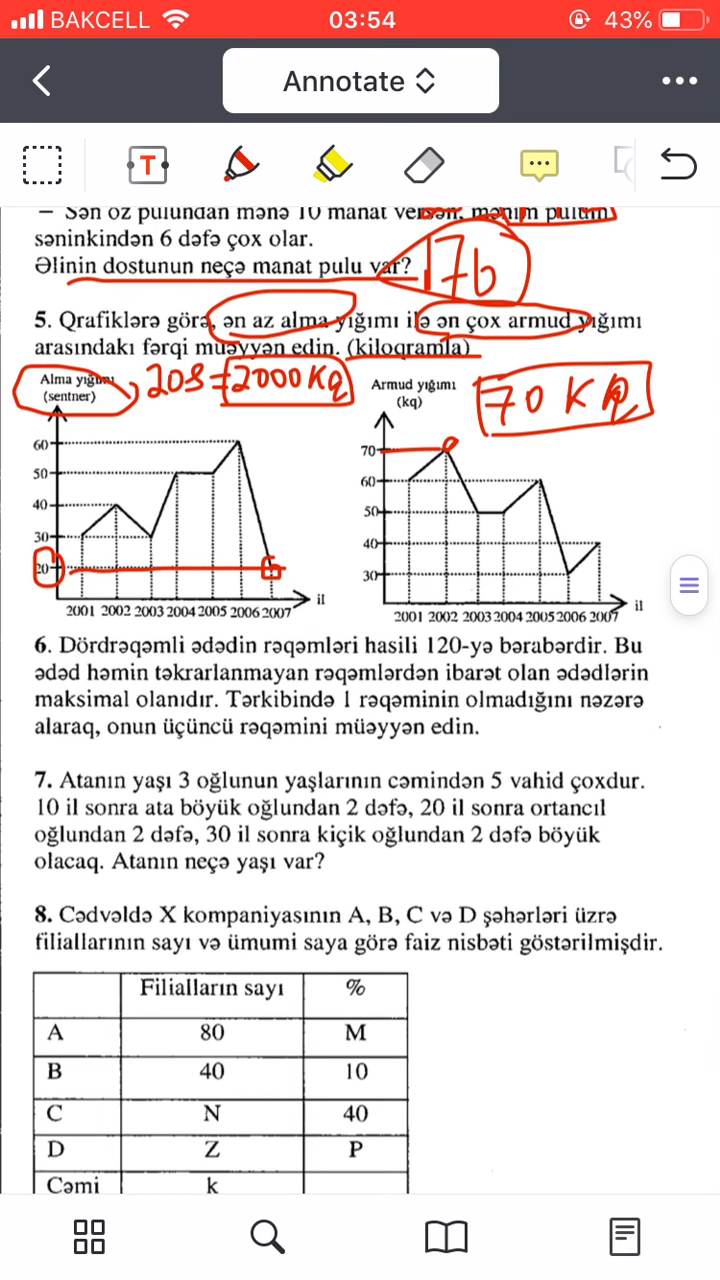 BAKCELL 03:54 43%
Annotate
T
– Sən öz pulundan mənə 10 manat versən, mənim pulum
səninkindən 6 dəfə çox olar.
Əlinin dostunun neçə manat pulu var?
176
5. Qrafiklərə görə, ən az alma yığımı ilə ən çox armud yığımı
arasındakı fərqi müəyyən edin. (kiloqramla)
Alma yığımı
(sentner)
20s=2000Kq
Armud yığımı
(kq)
70 Kq
60
50
40
30
20
2001 2002 2003 2004 2005 2006 2007
il
70
60
50
40
30
2001 2002 2003 2004 2005 2006 2007
il
6. Dördrəqəmli ədədin rəqəmləri hasili 120-yə bərabərdir. Bu
ədəd həmin təkrarlanmayan rəqəmlərdən ibarət olan ədədlərin
maksimal olanıdır. Tərkibində 1 rəqəminin olmadığını nəzərə
alaraq, onun üçüncü rəqəmini müəyyən edin.
7. Atanın yaşı 3 oğlunun yaşlarının cəmindən 5 vahid çoxdur.
10 il sonra ata böyük oğlundan 2 dəfə, 20 il sonra ortancıl
oğlundan 2 dəfə, 30 il sonra kiçik oğlundan 2 dəfə böyük
olacaq. Atanın neçə yaşı var?
8. Cədvəldə X kompaniyasının A, B, C və D şəhərləri üzrə
filiallarının sayı və ümumi saya görə faiz nisbəti göstərilmişdir.
Filialların sayı %
A 80 M
B 40 10
C N 40
D Z P
Cəmi k